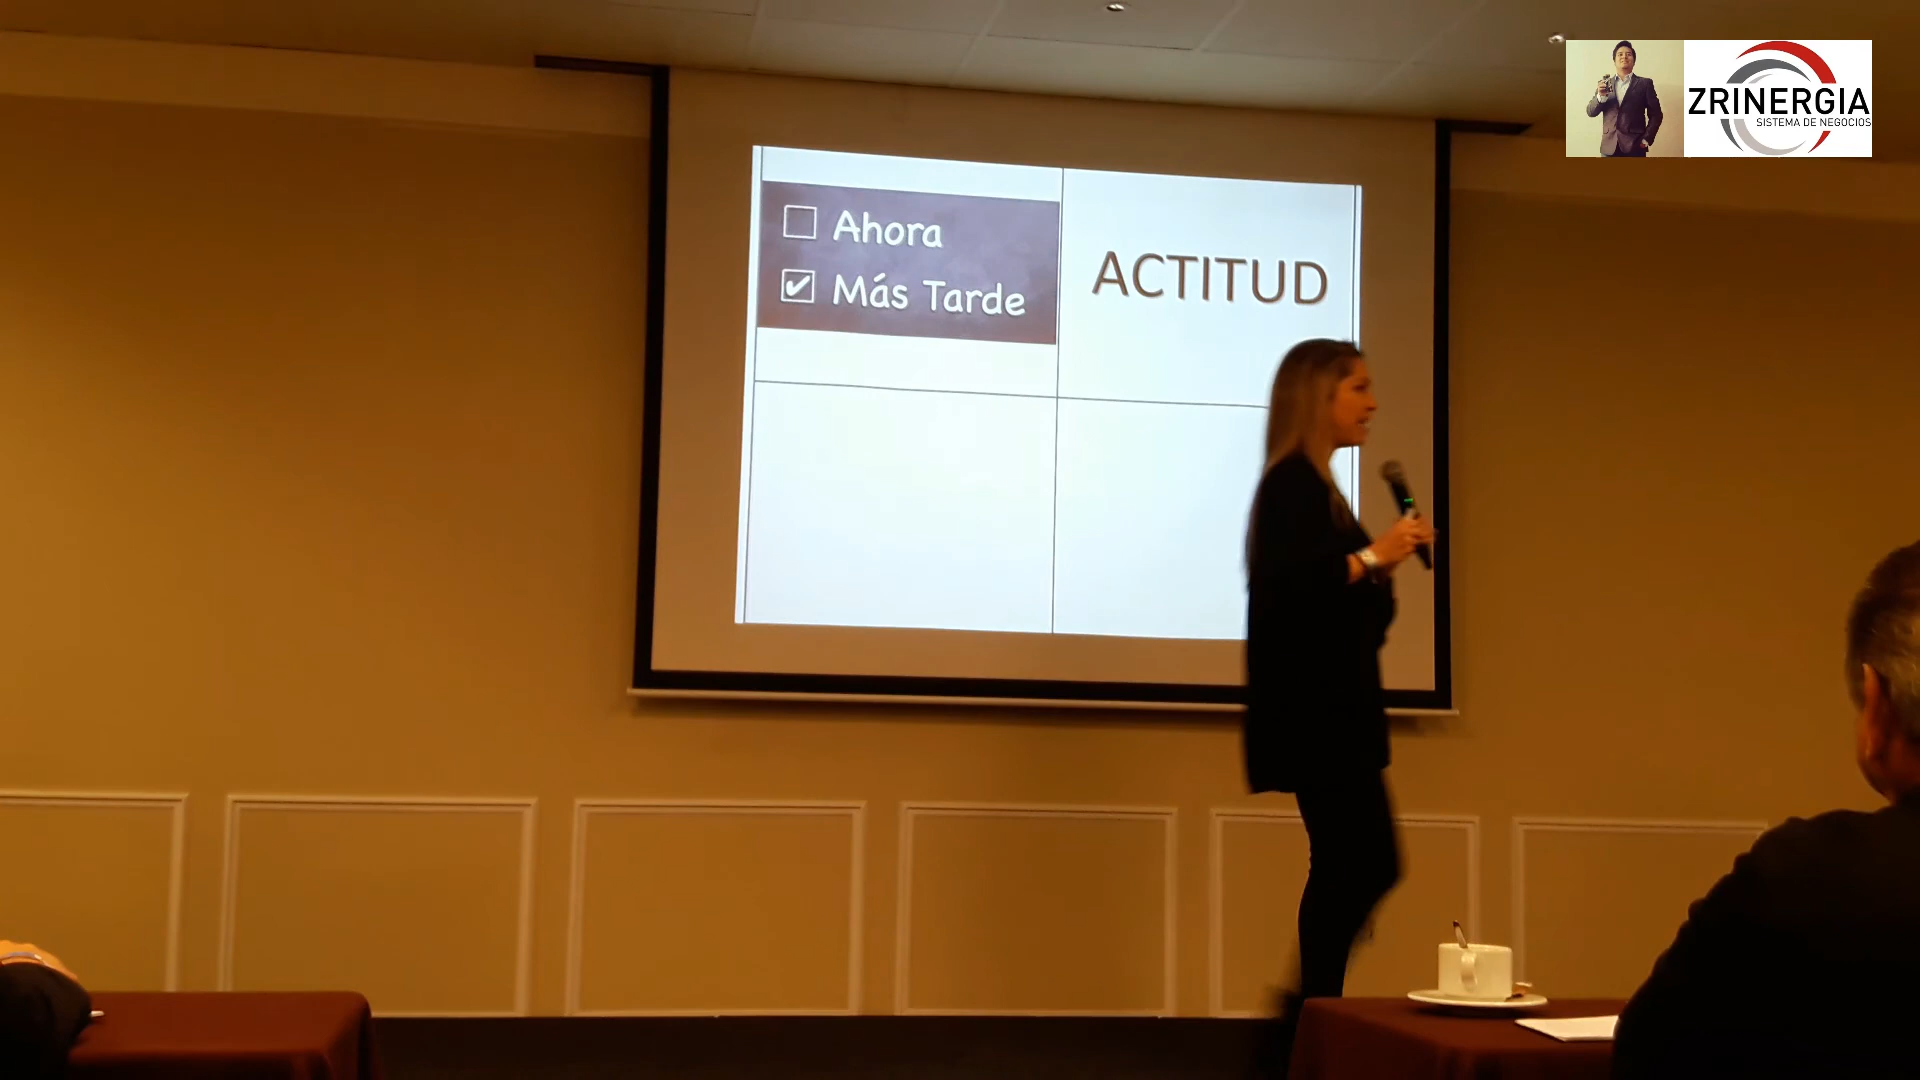 Ahora
Más Tarde
ACTITUD
ZRINERGIA
SISTEMA DE NEGOCIOS